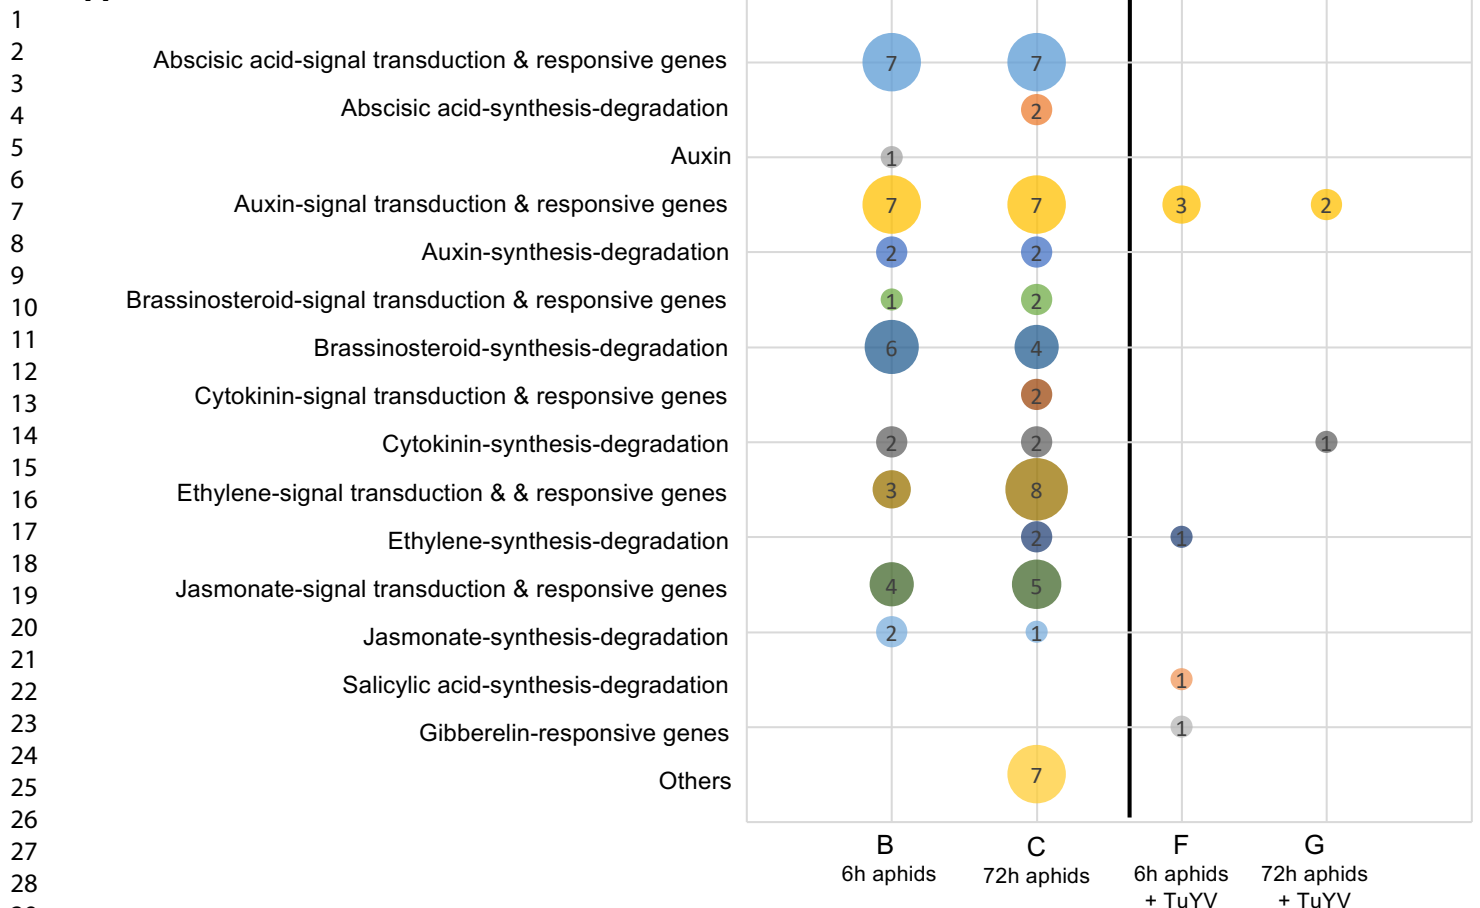 1
2
Abscisic acid-signal transduction & responsive genes 7 7
3
4
Abscisic acid-synthesis-degradation 2
5
Auxin 1
6
7
Auxin-signal transduction & responsive genes 7 7 3 2
8
Auxin-synthesis-degradation 2 2
9
10
Brassinosteroid-signal transduction & responsive genes 1 2
11
Brassinosteroid-synthesis-degradation 6 4
12
13
Cytokinin-signal transduction & responsive genes 2
14
Cytokinin-synthesis-degradation 2 2 1
15
16
Ethylene-signal transduction & & responsive genes 3 8
17
Ethylene-synthesis-degradation 2 1
18
19
Jasmonate-signal transduction & responsive genes 4 5
20
Jasmonate-synthesis-degradation 2 1
21
22
Salicylic acid-synthesis-degradation 1
23
Gibberelin-responsive genes 1
24
25
Others 7
26
27
B C F G
6h aphids 72h aphids 6h aphids 72h aphids
28
+ TuYV + TuYV